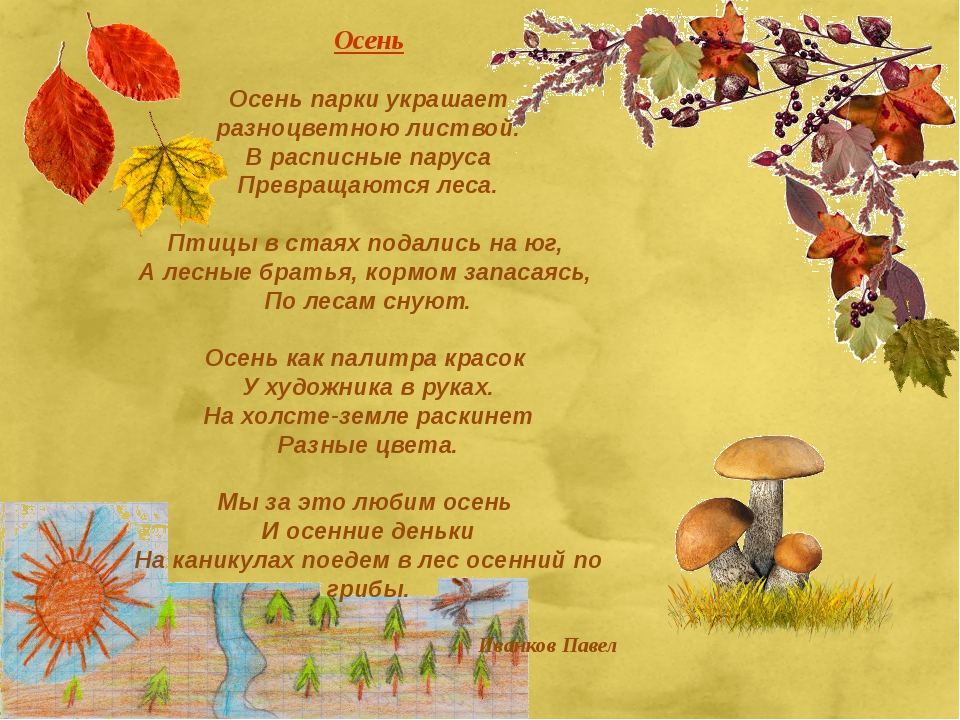 Осень
Осень парки украшает
разноцветною листвой.
В расписные паруса
Превращаются леса.
Птицы в стаях подались на юг,
А лесные братья, кормом запасаясь,
По лесам снуют.
Осень как палитра красок
У художника в руках.
На холсте-земле раскинет
Разные цвета.
Мы за это любим осень
И осенние деньки
На каникулах поедем в лес осенний по
грибы.
Иванков Павел